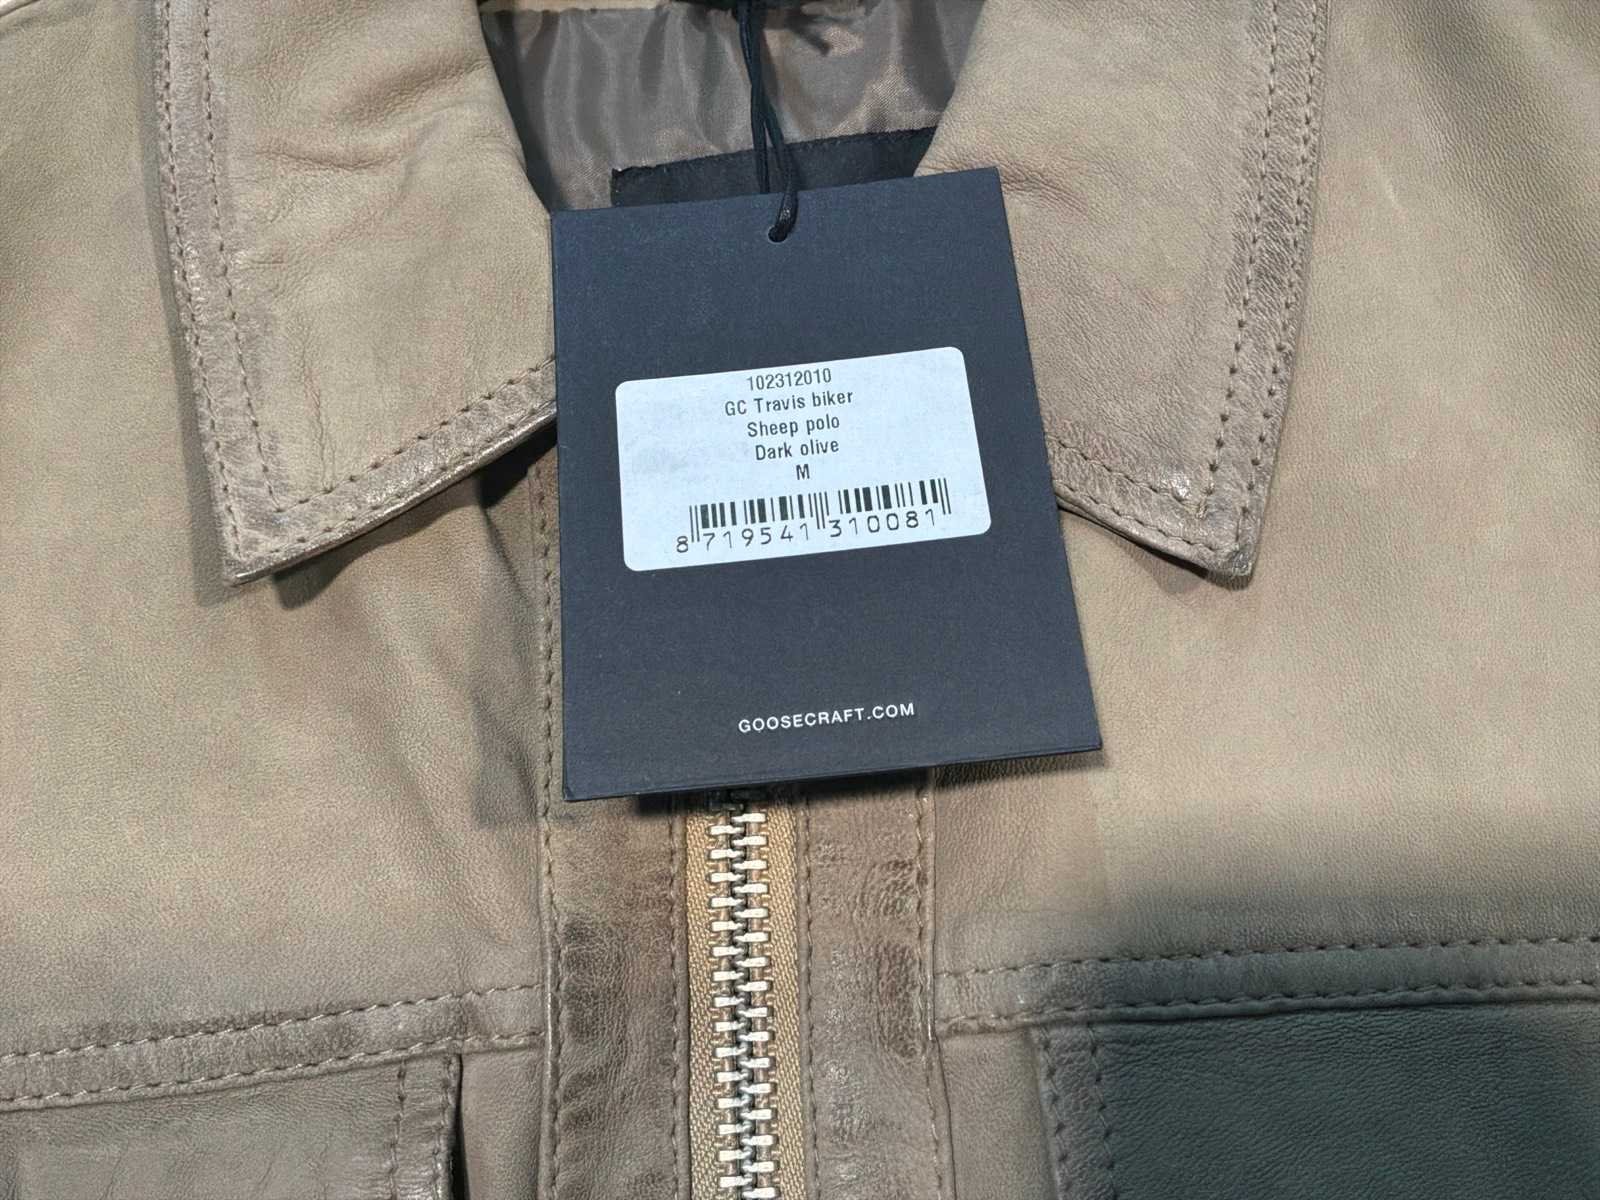 102312010
GC Travis biker
Sheep polo
Dark olive
M
8 719541 310081
GOOSECRAFT.COM